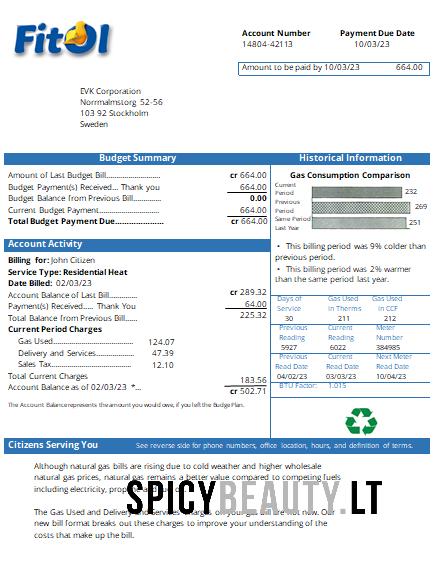 Fitol
Account Number Payment Due Date
14804-42113 10/03/23
Amount to be paid by 10/03/23 664.00
EVK Corporation
Norrmalmstorg 52-56
103 92 Stockholm
Sweden
Budget Summary
Amount of Last Budget Bill.......................... cr 664.00
Budget Payment(s) Received... Thank you 664.00
Budget Balance from Previous Bill............ 0.00
Current Budget Payment............................ 664.00
Total Budget Payment Due..................... cr 664.00
Historical Information
Gas Consumption Comparison
Current Period 232
Previous Period 269
Same Period Last Year 251
• This billing period was 9% colder than
previous period.
• This billing period was 2% warmer
than the same period last year.
Account Activity
Billing for: John Citizen
Service Type: Residential Heat
Date Billed: 02/03/23
Account Balance of Last Bill............ cr 289.32
Payment(s) Received..... Thank You 64.00
Total Balance from Previous Bill....... 225.32
Current Period Charges
Gas Used.......................... 124.07
Delivery and Services............ 47.39
Sales Tax........................... 12.10
Total Current Charges 183.56
Account Balance as of 02/03/23 *... cr 502.71
The Account Balance represents the amount you would owe, if you left the Budget Plan.
Days of Service Gas Used in Therms Gas Used in CCF
30 211 212
Previous Reading Current Reading Meter Number
5927 6022 384985
Previous Read Date Current Read Date Next Meter Read Date
04/02/23 03/03/23 10/04/23
BTU Factor: 1.015
Citizens Serving You See reverse side for phone numbers, office location, hours, and definition of terms.
Although natural gas bills are rising due to cold weather and higher wholesale
natural gas prices, natural gas remains a better value compared to competing fuels
including electricity, propane and
The Gas Used and Delivery and Services Charges on your gas bill are not new. Our
new bill format breaks out these charges to improve your understanding of the
costs that make up the bill.
SPICYBEAUTY.LT